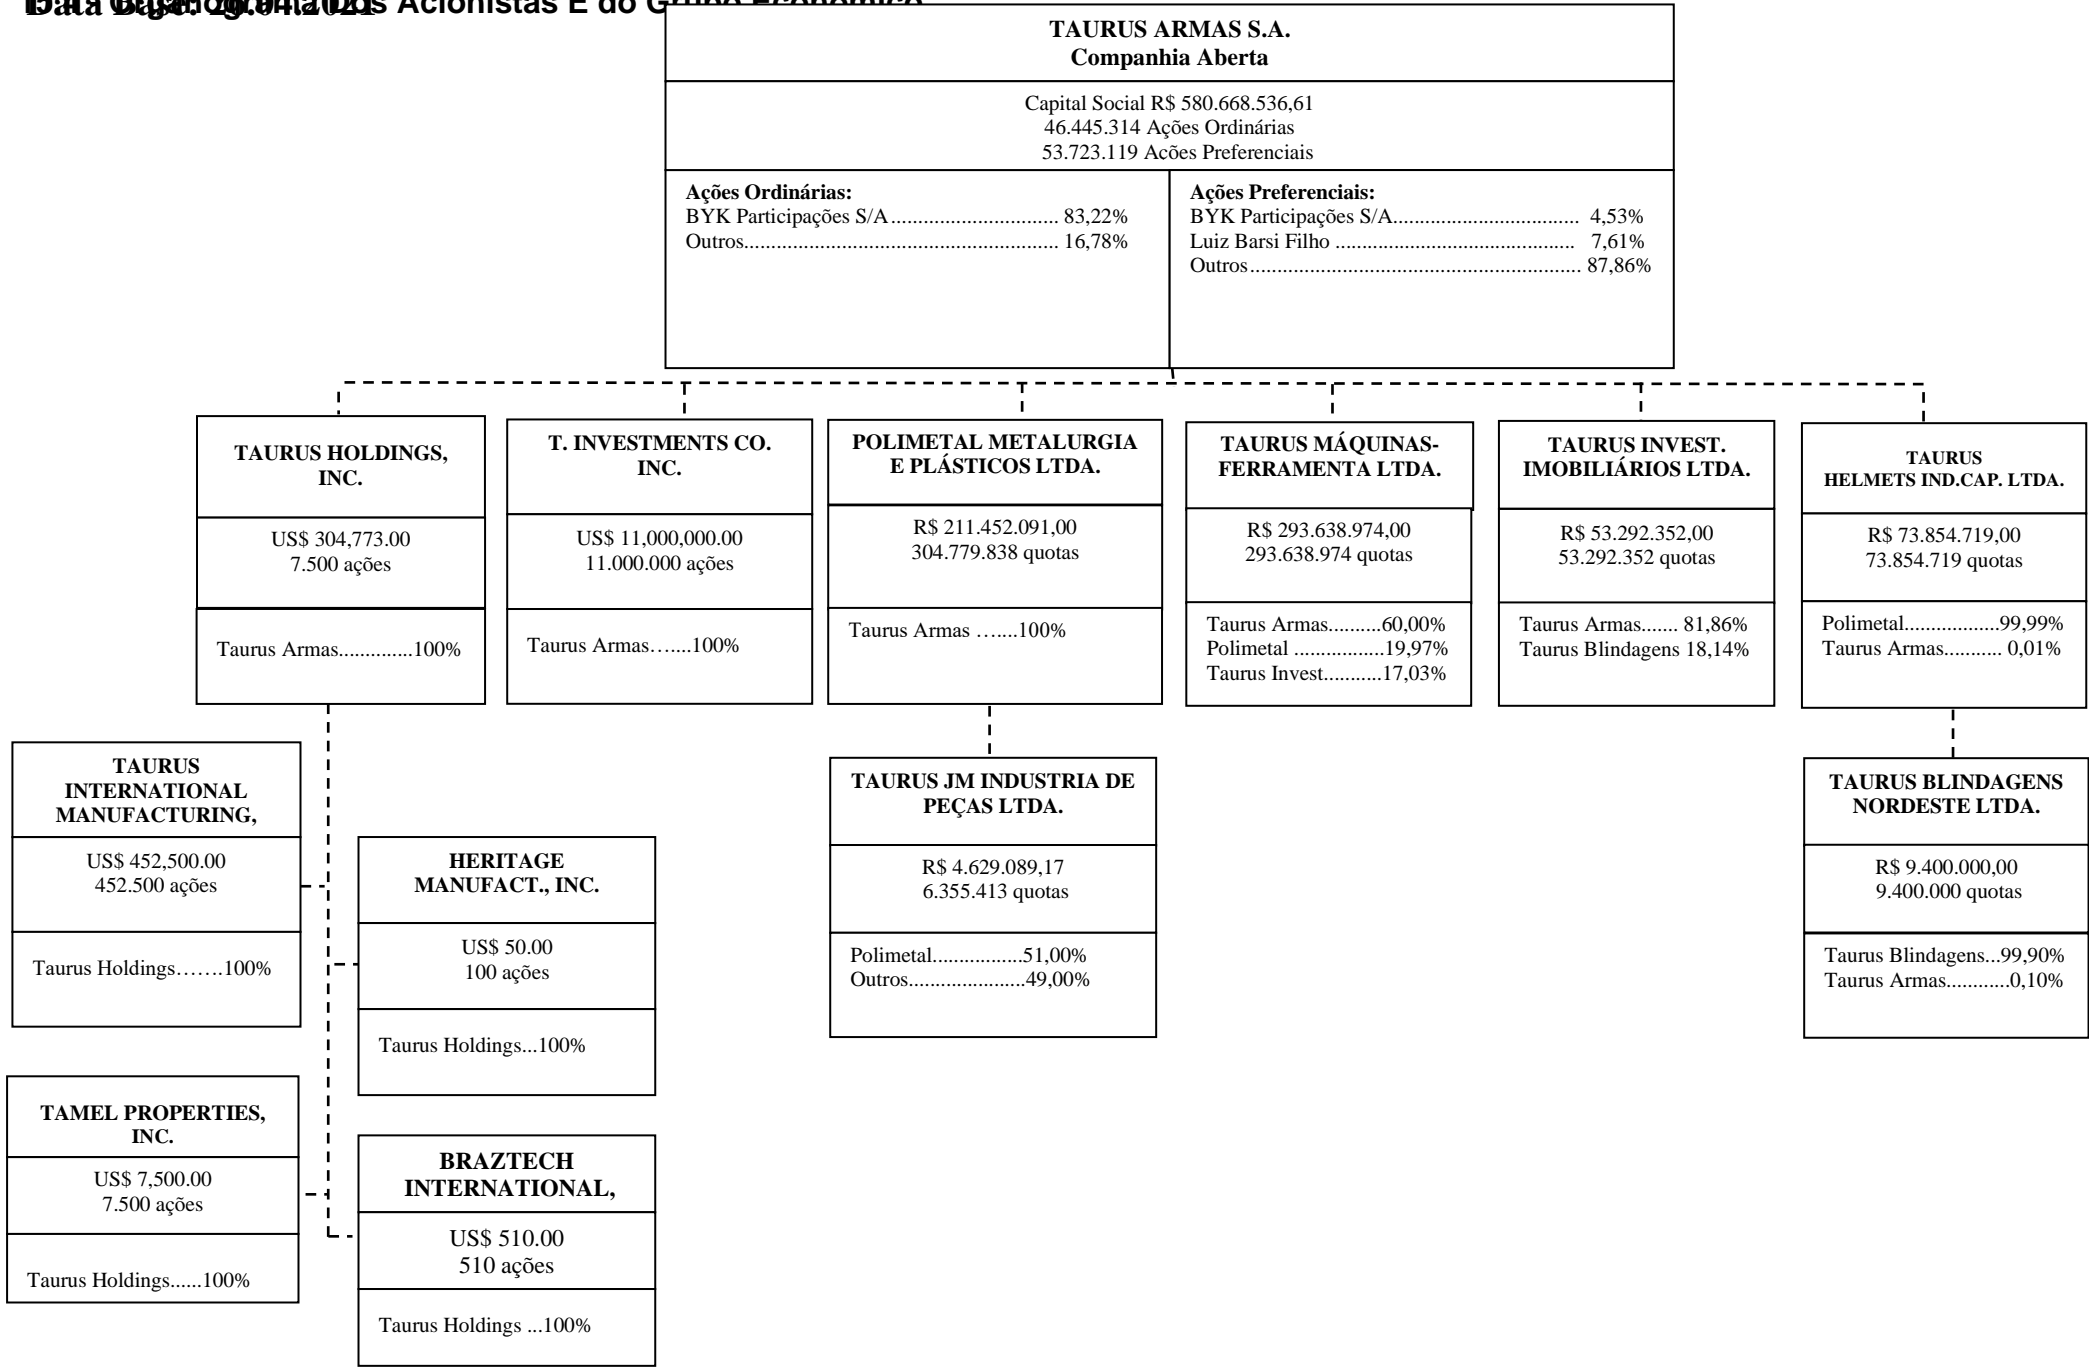 Acionistas E do Grupo Econômico
Data Base: 26.04.2021
TAURUS ARMAS S.A.
Companhia Aberta
Capital Social R$ 580.668.536,61
46.445.314 Ações Ordinárias
53.723.119 Ações Preferenciais
Ações Ordinárias:
BYK Participações S/A............................... 83,22%
Outros.......................................................... 16,78%
Ações Preferenciais:
BYK Participações S/A.................................. 4,53%
Luiz Barsi Filho ............................................ 7,61%
Outros............................................................. 87,86%
TAURUS HOLDINGS,
INC.
US$ 304,773.00
7.500 ações
Taurus Armas..............100%
T. INVESTMENTS CO.
INC.
US$ 11,000,000.00
11.000.000 ações
Taurus Armas…....100%
POLIMETAL METALURGIA
E PLÁSTICOS LTDA.
R$ 211.452.091,00
304.779.838 quotas
Taurus Armas …....100%
TAURUS MÁQUINAS-
FERRAMENTA LTDA.
R$ 293.638.974,00
293.638.974 quotas
Taurus Armas..........60,00%
Polimetal .................19,97%
Taurus Invest...........17,03%
TAURUS INVEST.
IMOBILIÁRIOS LTDA.
R$ 53.292.352,00
53.292.352 quotas
Taurus Armas....... 81,86%
Taurus Blindagens 18,14%
TAURUS
HELMETS IND.CAP. LTDA.
R$ 73.854.719,00
73.854.719 quotas
Polimetal..................99,99%
Taurus Armas........... 0,01%
TAURUS
INTERNATIONAL
MANUFACTURING,
US$ 452,500.00
452.500 ações
Taurus Holdings…….100%
HERITAGE
MANUFACT., INC.
US$ 50.00
100 ações
Taurus Holdings...100%
TAURUS JM INDUSTRIA DE
PEÇAS LTDA.
R$ 4.629.089,17
6.355.413 quotas
Polimetal.................51,00%
Outros......................49,00%
TAURUS BLINDAGENS
NORDESTE LTDA.
R$ 9.400.000,00
9.400.000 quotas
Taurus Blindagens...99,90%
Taurus Armas............0,10%
TAMEL PROPERTIES,
INC.
US$ 7,500.00
7.500 ações
Taurus Holdings......100%
BRAZTECH
INTERNATIONAL,
US$ 510.00
510 ações
Taurus Holdings ...100%